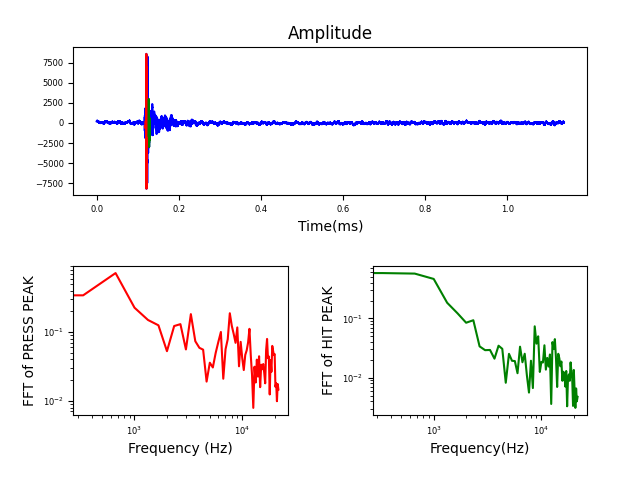 Amplitude
7500
5000
2500
0
−2500
−5000
−7500
0.0 0.2 0.4 0.6 0.8 1.0
Time(ms)
FFT of PRESS PEAK
10⁻¹
10⁻²
10³ 10⁴
Frequency (Hz)
FFT of HIT PEAK
10⁻¹
10⁻²
10³ 10⁴
Frequency(Hz)